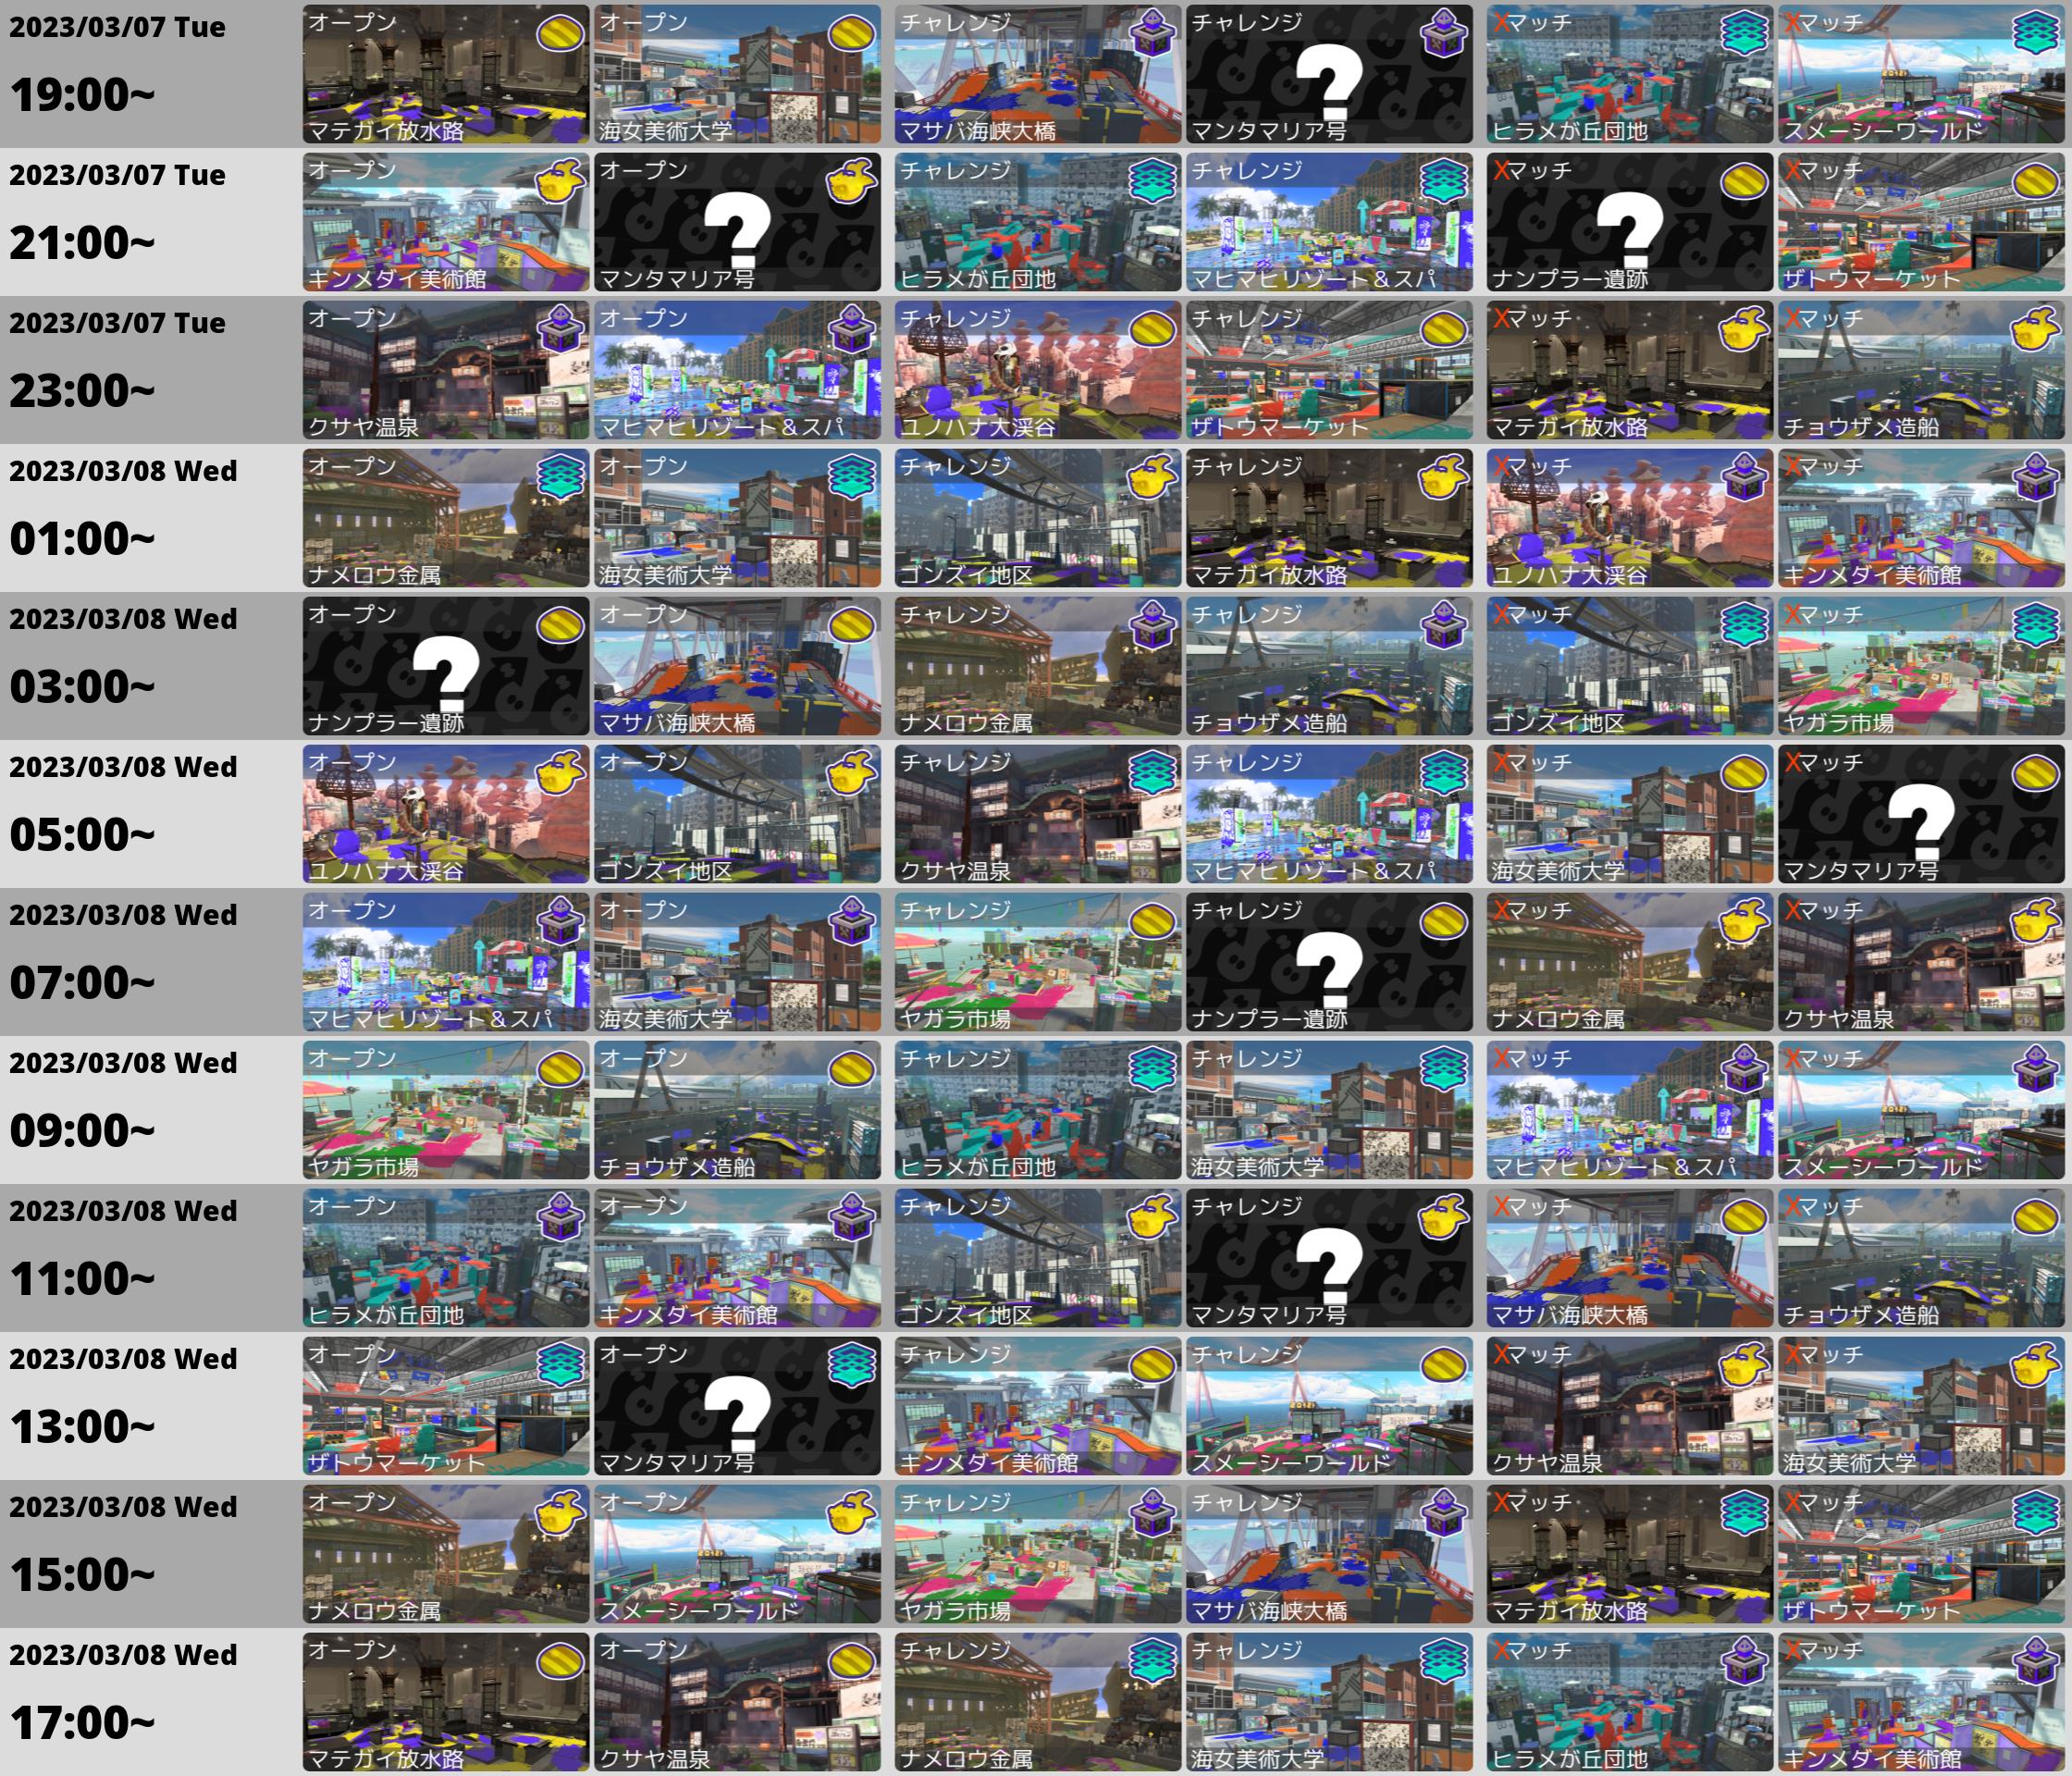 2023/03/07 Tue
19:00~
オープン オープン チャレンジ チャレンジ Xマッチ Xマッチ
マテガイ放水路 海女美術大学 マサバ海峡大橋 マンタマリア号 ヒラメが丘団地 スメーシーワールド
2023/03/07 Tue
21:00~
オープン オープン チャレンジ チャレンジ Xマッチ Xマッチ
キンメダイ美術館 マンタマリア号 ヒラメが丘団地 マヒマヒリゾート＆スパ ナンプラー遺跡 ザトウマーケット
2023/03/07 Tue
23:00~
オープン オープン チャレンジ チャレンジ Xマッチ Xマッチ
クサヤ温泉 マヒマヒリゾート＆スパ ユノハナ大渓谷 ザトウマーケット マテガイ放水路 チョウザメ造船
2023/03/08 Wed
01:00~
オープン オープン チャレンジ チャレンジ Xマッチ Xマッチ
ナメロウ金属 海女美術大学 ゴンズイ地区 マテガイ放水路 ユノハナ大渓谷 キンメダイ美術館
2023/03/08 Wed
03:00~
オープン オープン チャレンジ チャレンジ Xマッチ Xマッチ
ナンプラー遺跡 マサバ海峡大橋 ナメロウ金属 チョウザメ造船 ゴンズイ地区 ヤガラ市場
2023/03/08 Wed
05:00~
オープン オープン チャレンジ チャレンジ Xマッチ Xマッチ
ユノハナ大渓谷 ゴンズイ地区 クサヤ温泉 マヒマヒリゾート＆スパ 海女美術大学 マンタマリア号
2023/03/08 Wed
07:00~
オープン オープン チャレンジ チャレンジ Xマッチ Xマッチ
マヒマヒリゾート＆スパ 海女美術大学 ヤガラ市場 ナンプラー遺跡 ナメロウ金属 クサヤ温泉
2023/03/08 Wed
09:00~
オープン オープン チャレンジ チャレンジ Xマッチ Xマッチ
ヤガラ市場 チョウザメ造船 ヒラメが丘団地 海女美術大学 マヒマヒリゾート＆スパ スメーシーワールド
2023/03/08 Wed
11:00~
オープン オープン チャレンジ チャレンジ Xマッチ Xマッチ
ヒラメが丘団地 キンメダイ美術館 ゴンズイ地区 マンタマリア号 マサバ海峡大橋 チョウザメ造船
2023/03/08 Wed
13:00~
オープン オープン チャレンジ チャレンジ Xマッチ Xマッチ
ザトウマーケット マンタマリア号 キンメダイ美術館 スメーシーワールド クサヤ温泉 海女美術大学
2023/03/08 Wed
15:00~
オープン オープン チャレンジ チャレンジ Xマッチ Xマッチ
ナメロウ金属 スメーシーワールド ヤガラ市場 マサバ海峡大橋 マテガイ放水路 ザトウマーケット
2023/03/08 Wed
17:00~
オープン オープン チャレンジ チャレンジ Xマッチ Xマッチ
マテガイ放水路 クサヤ温泉 ナメロウ金属 海女美術大学 ヒラメが丘団地 キンメダイ美術館